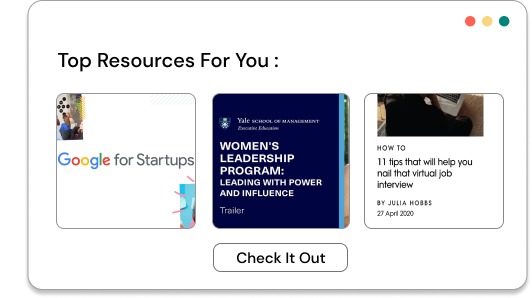 Top Resources For You :
Google for Startups
Yale SCHOOL OF MANAGEMENT
Executive Education
WOMEN'S
LEADERSHIP
PROGRAM:
LEADING WITH POWER
AND INFLUENCE
Trailer
HOW TO
11 tips that will help you
nail that virtual job
interview
BY JULIA HOBBS
27 April 2020
Check It Out